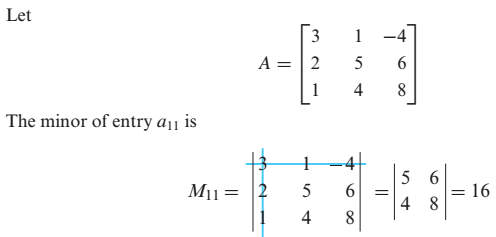 Let
A = [ 3 1 −4 ]
[ 2 5 6 ]
[ 1 4 8 ]
The minor of entry a₁₁ is
M₁₁ = | 3 1 −4 | = | 5 6 | = 16
| 2 5 6 | | 4 8 |
| 1 4 8 |